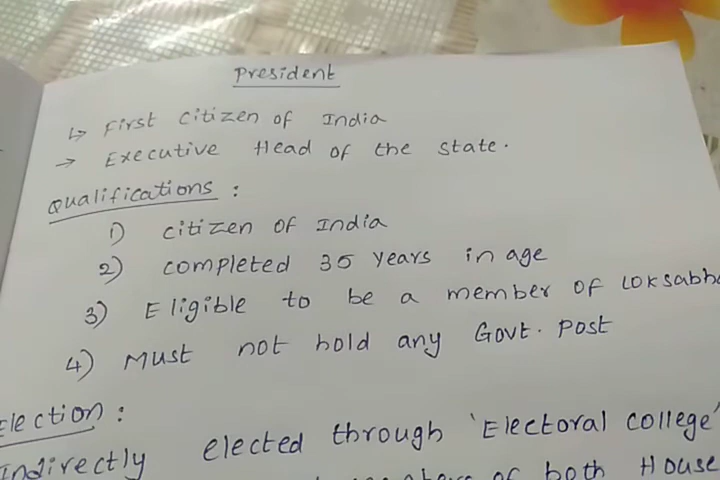 President
↳ First citizen of India
→ Executive Head of the state.
Qualifications :
1) citizen of India
2) completed 35 years in age
3) Eligible to be a member of Loksabha
4) Must not hold any Govt. post
Election :
Indirectly elected through 'Electoral college'
of both House